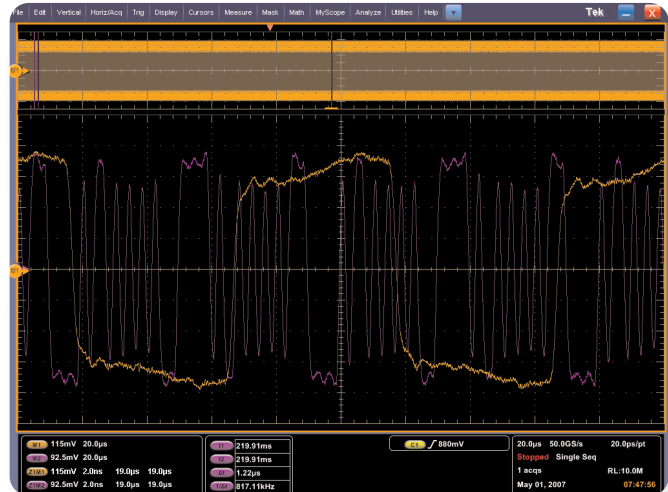 File Edit Vertical Horiz/Acq Trig Display Cursors Measure Mask Math MyScope Analyze Utilities Help Tek X
M1
M1
M1 115mV 20.0µs
M2 92.5mV 20.0µs
Z1M1 115mV 2.0ns 19.0µs 19.0µs
Z1M2 92.5mV 2.0ns 19.0µs 19.0µs
t1 219.91ms
t2 219.91ms
Δt 1.22µs
1/Δt 817.11kHz
C1 880mV
20.0µs 50.0GS/s 20.0ps/pt
Stopped Single Seq
1 acqs RL:10.0M
May 01, 2007 07:47:56